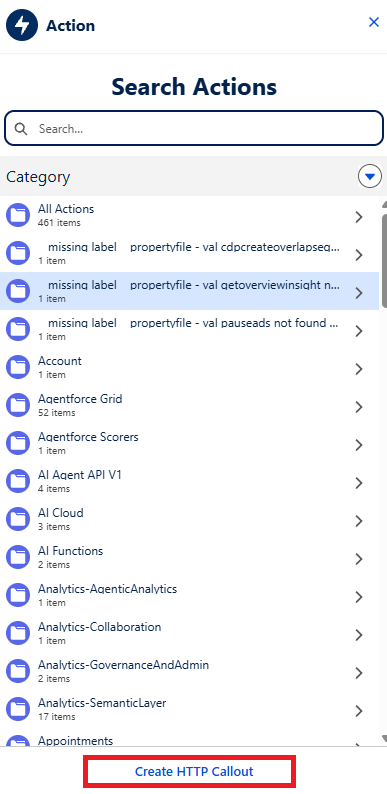 Action
Search Actions
Search...
Category
All Actions
461 items
missing label propertyfile - val cdpcreateoverlapseg...
1 item
missing label propertyfile - val getoverviewinsight n...
1 item
missing label propertyfile - val pauseads not found ...
1 item
Account
1 item
Agentforce Grid
52 items
Agentforce Scorers
1 item
AI Agent API V1
4 items
AI Cloud
3 items
AI Functions
2 items
Analytics-AgenticAnalytics
1 item
Analytics-Collaboration
1 item
Analytics-GovernanceAndAdmin
2 items
Analytics-SemanticLayer
17 items
Appointments
Create HTTP Callout